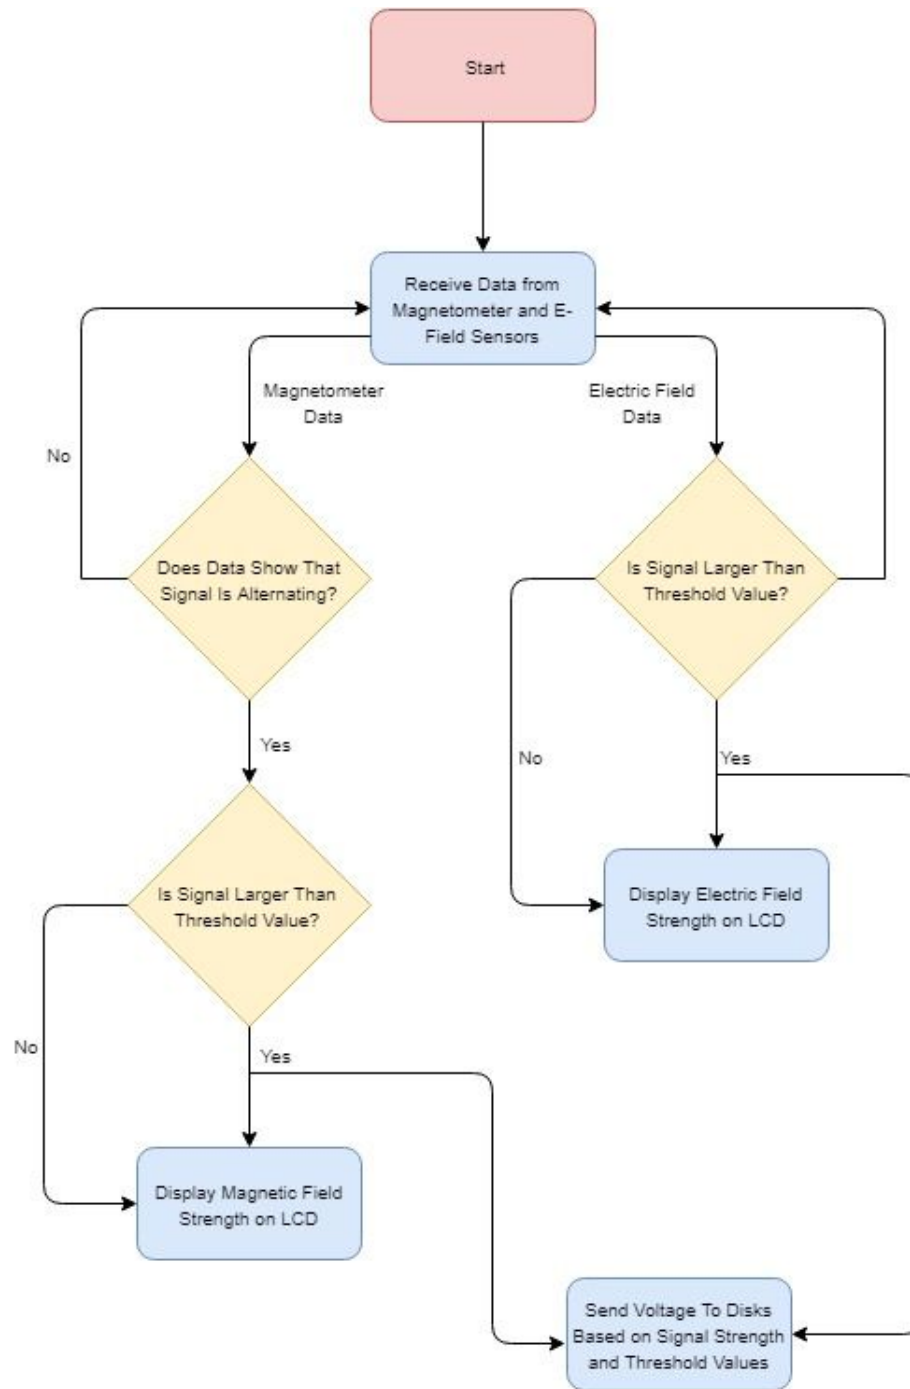 Start
Receive Data from
Magnetometer and E-
Field Sensors
Magnetometer
Data
Electric Field
Data
No
Does Data Show That
Signal Is Alternating?
Is Signal Larger Than
Threshold Value?
Yes
No
Yes
Is Signal Larger Than
Threshold Value?
Display Electric Field
Strength on LCD
No
Yes
Display Magnetic Field
Strength on LCD
Send Voltage To Disks
Based on Signal Strength
and Threshold Values